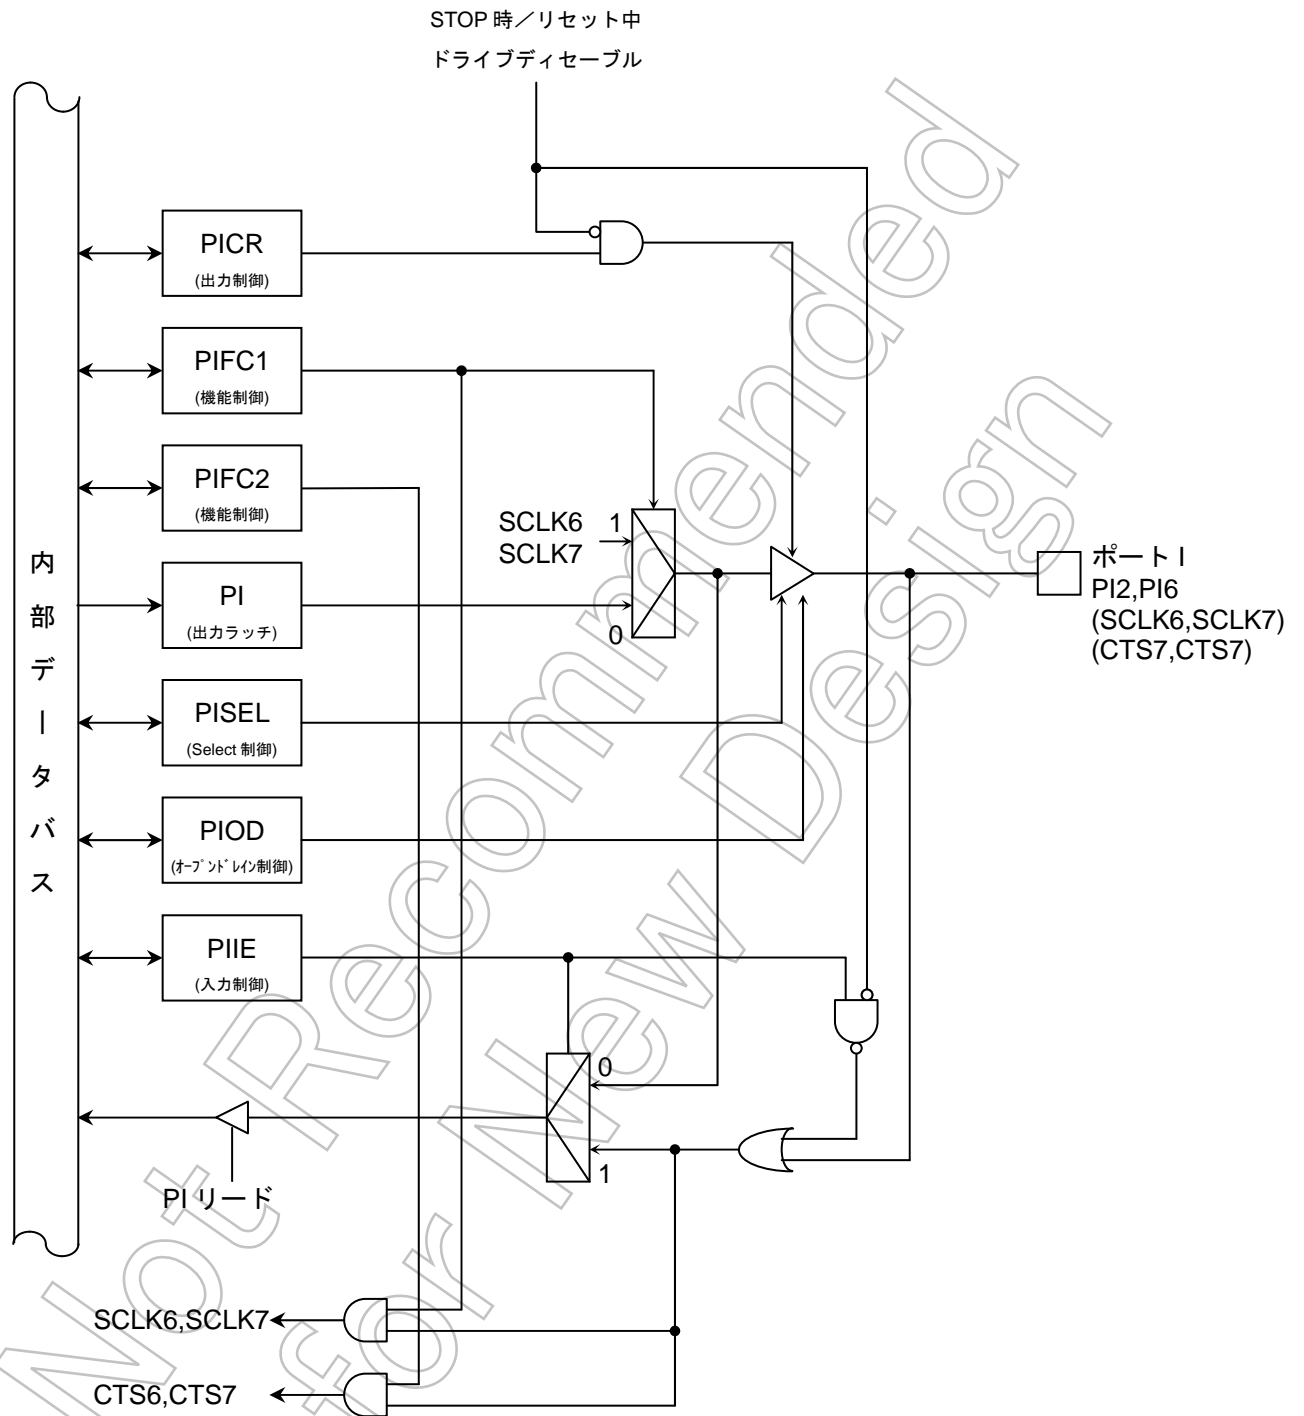 STOP 時／リセット中
ドライブディセーブル
内部データバス
PICR
(出力制御)
PIFC1
(機能制御)
PIFC2
(機能制御)
PI
(出力ラッチ)
PISEL
(Select 制御)
PIOD
(オープンドレイン制御)
PIIE
(入力制御)
SCLK6
SCLK7
1
0
ポート I
PI2,PI6
(SCLK6,SCLK7)
(CTS7,CTS7)
0
1
PI リード
SCLK6,SCLK7
CTS6,CTS7
Not Recommended
for New Design